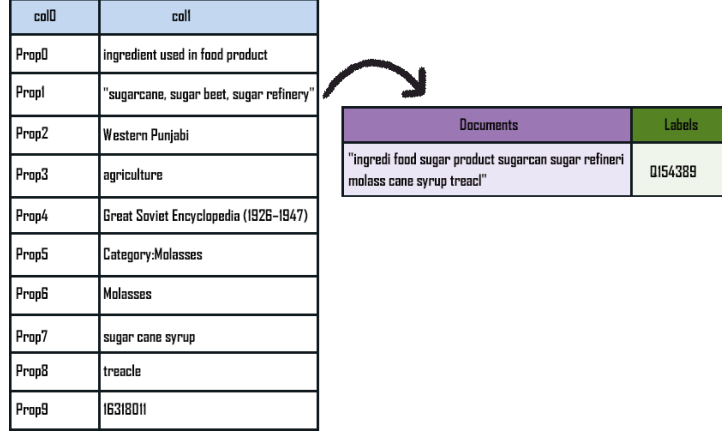 col0 col1
Prop0 ingredient used in food product
Prop1 "sugarcane, sugar beet, sugar refinery"
Prop2 Western Punjabi
Prop3 agriculture
Prop4 Great Soviet Encyclopedia (1926–1947)
Prop5 Category:Molasses
Prop6 Molasses
Prop7 sugar cane syrup
Prop8 treacle
Prop9 16318011
Documents Labels
"ingredi food sugar product sugarcan sugar refineri
molass cane syrup treacl" Q154389